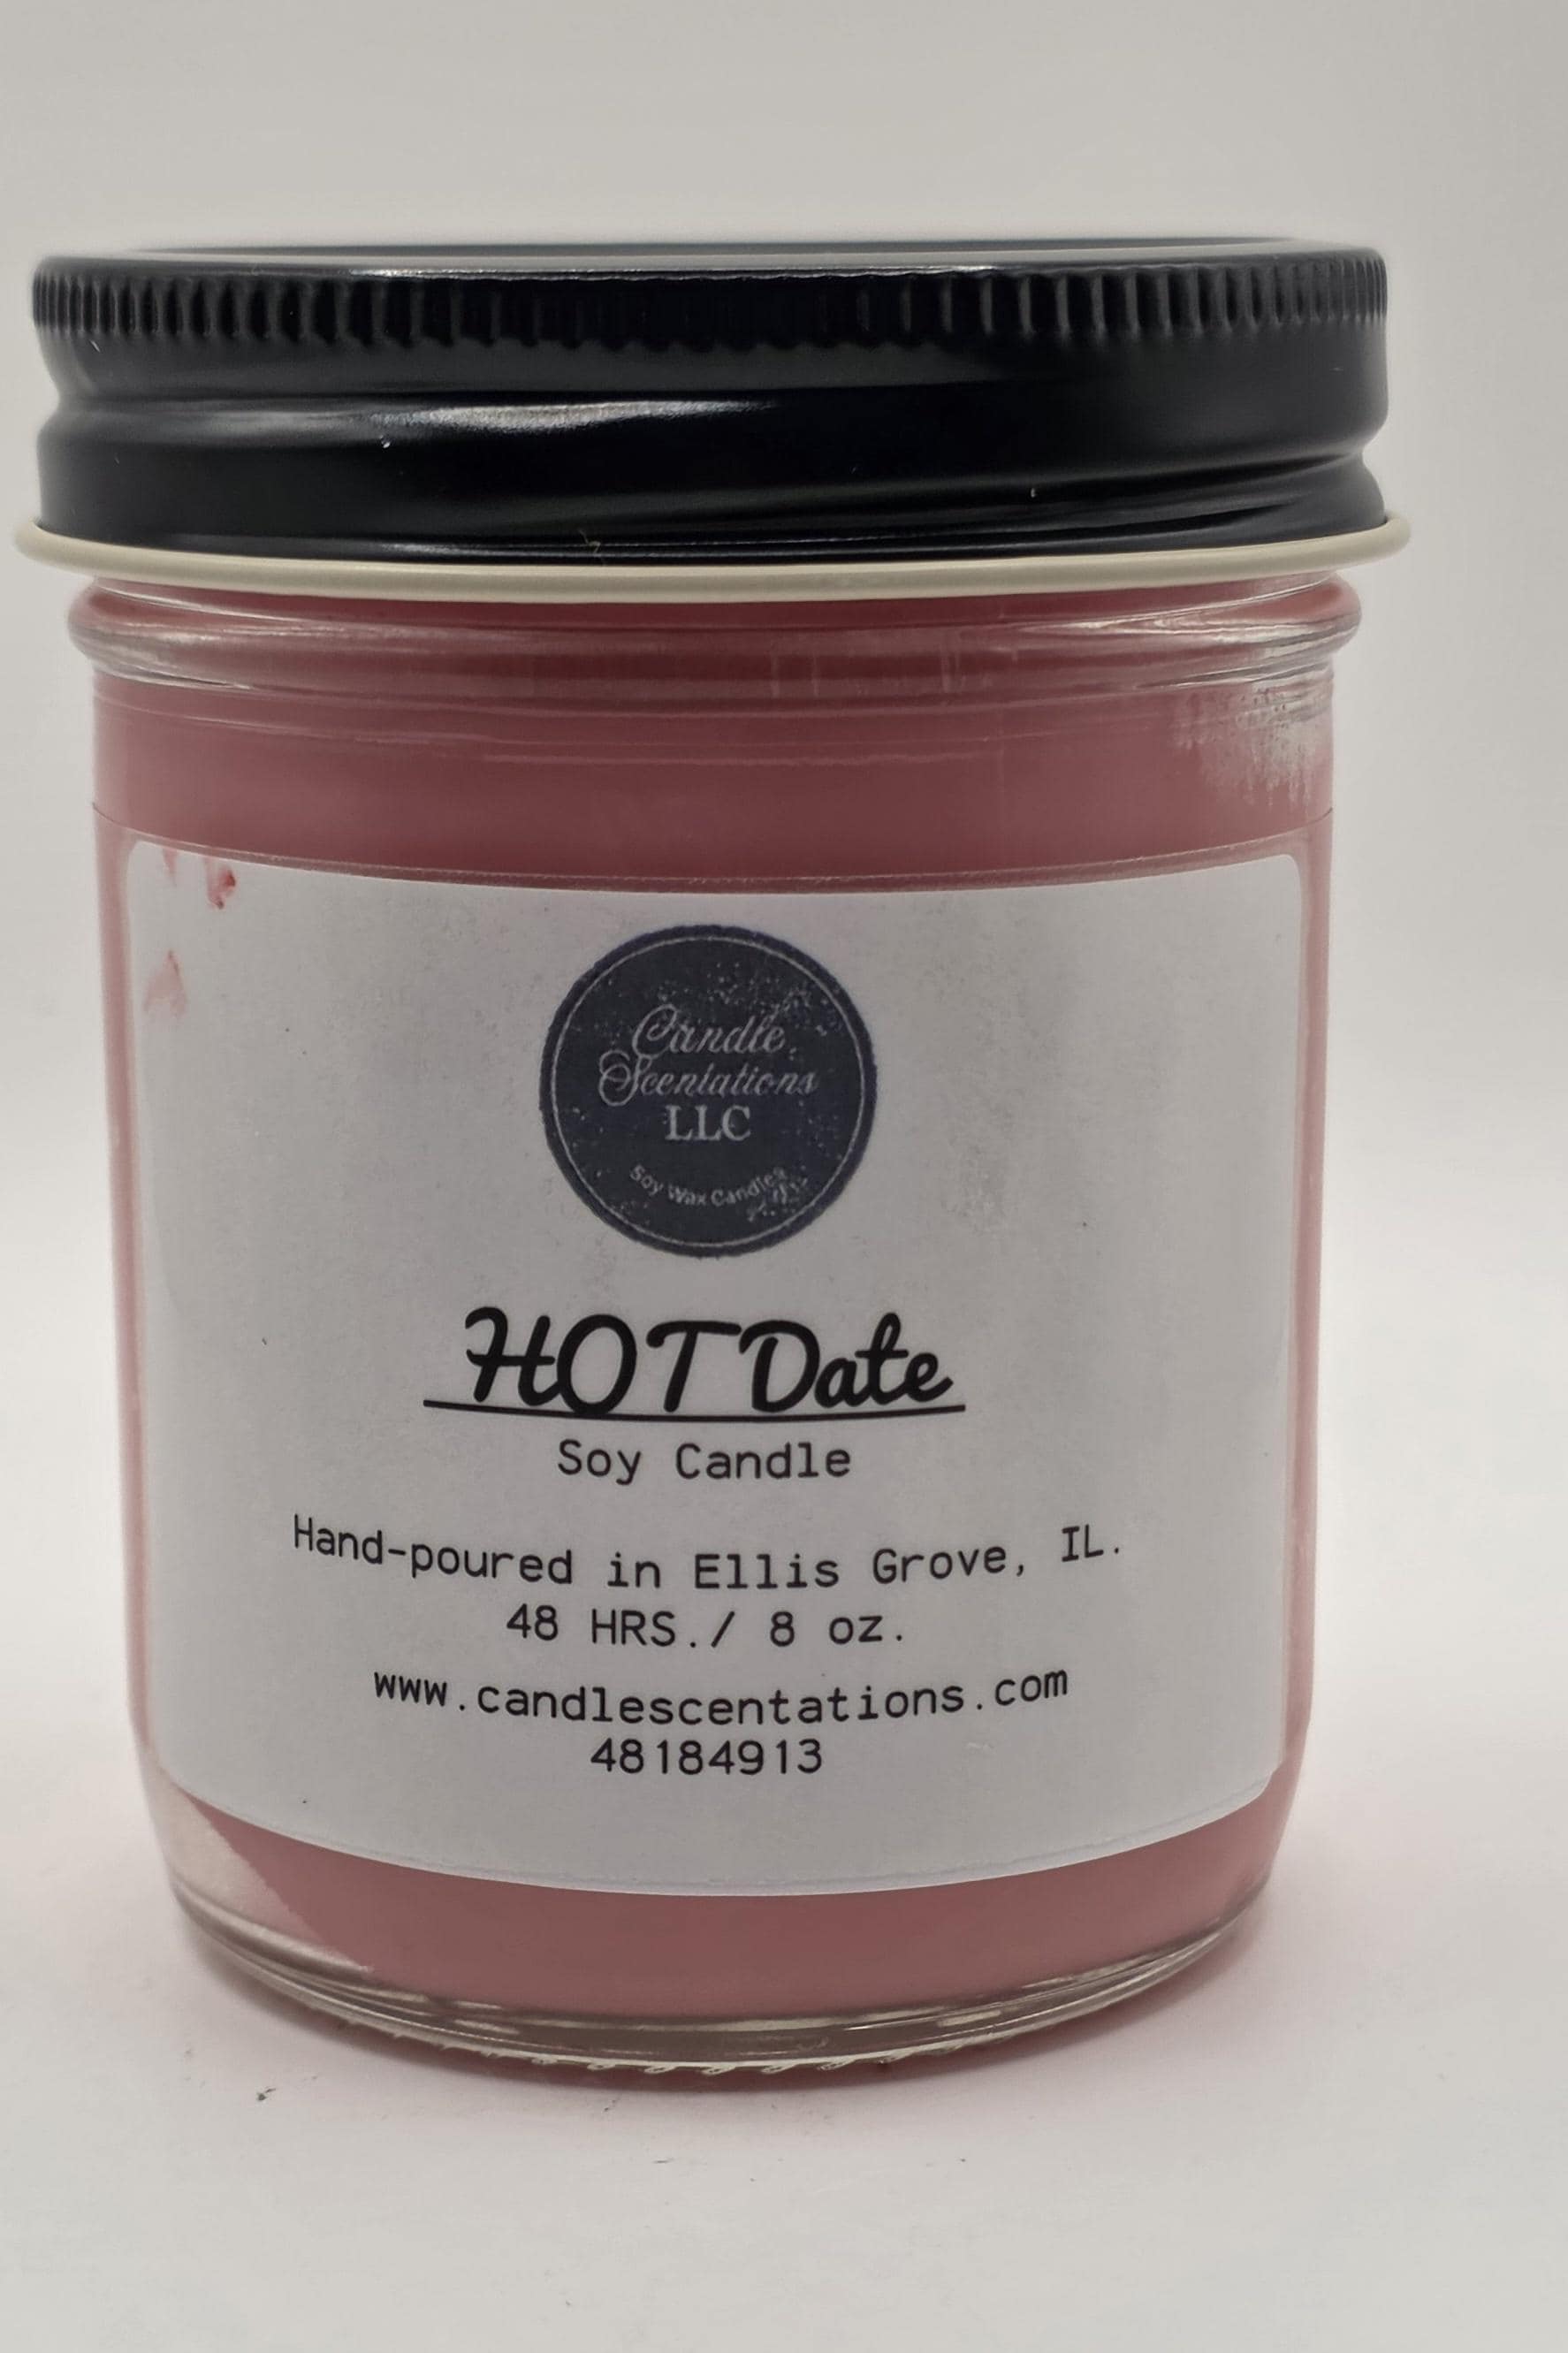 Candle
Scentations
LLC
Soy Wax Candles
HOT Date
Soy Candle
Hand-poured in Ellis Grove, IL.
48 HRS./ 8 oz.
www.candlescentations.com
48184913